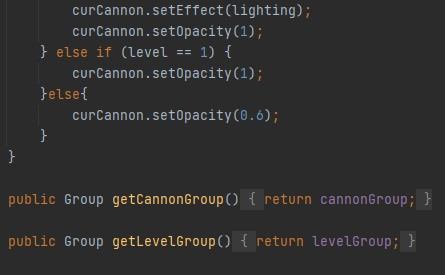 curCannon.setEffect(lighting);
curCannon.setOpacity(1);
} else if (level == 1) {
curCannon.setOpacity(1);
}else{
curCannon.setOpacity(0.6);
}
}
public Group getCannonGroup() { return cannonGroup; }
public Group getLevelGroup() { return levelGroup; }